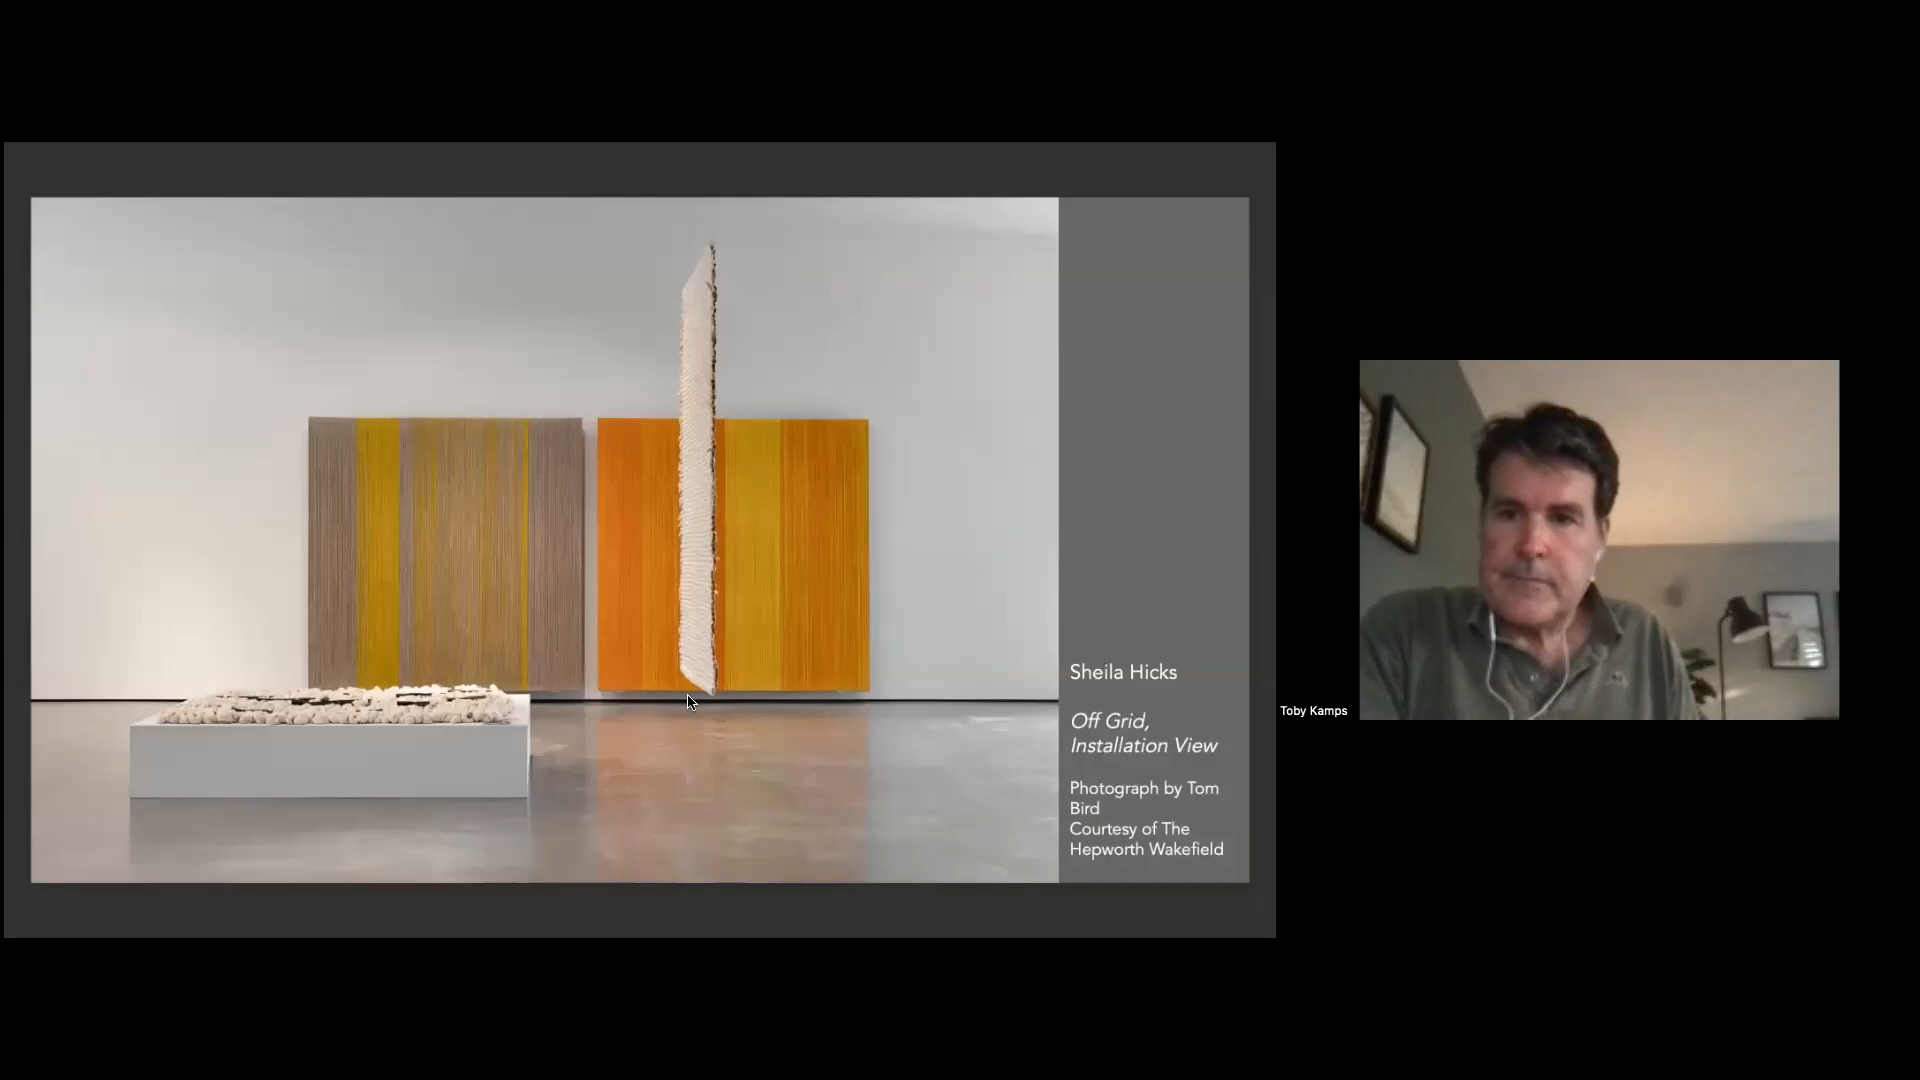 Sheila Hicks
Off Grid,
Installation View
Photograph by Tom
Bird
Courtesy of The
Hepworth Wakefield
Toby Kamps